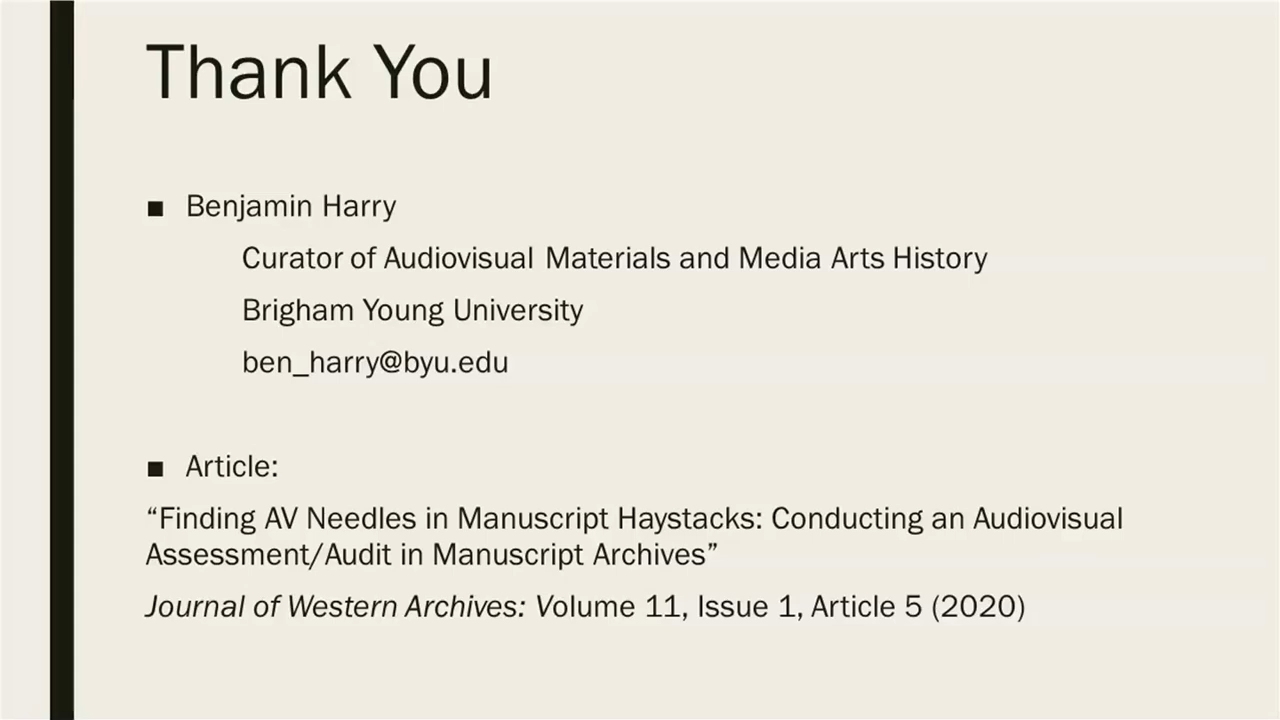 Thank You
■ Benjamin Harry
Curator of Audiovisual Materials and Media Arts History
Brigham Young University
ben_harry@byu.edu
■ Article:
“Finding AV Needles in Manuscript Haystacks: Conducting an Audiovisual
Assessment/Audit in Manuscript Archives”
Journal of Western Archives: Volume 11, Issue 1, Article 5 (2020)